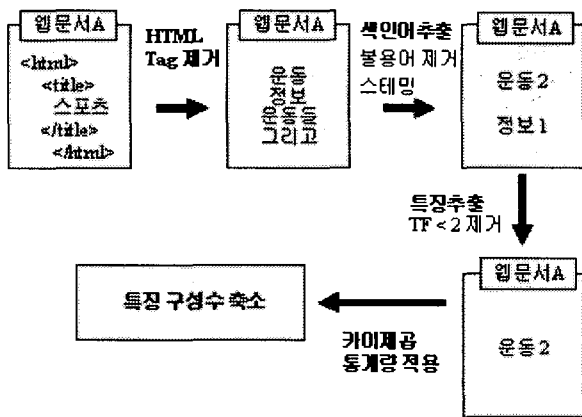 웹문서A
<html>
<title>
스포츠
</title>
</html>
HTML
Tag 제거
웹문서A
운동
정보
운동들
그리고
색인어 추출
불용어 제거
스테밍
웹문서A
운동2
정보1
특징추출
TF < 2 제거
웹문서A
운동2
카이제곱
통계량 적용
특징 구성수 축소